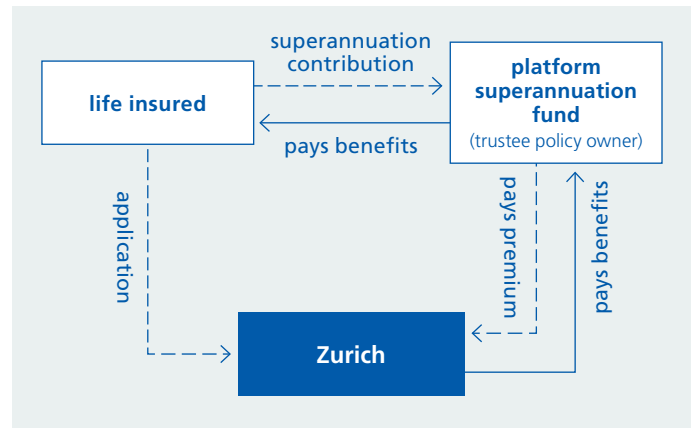 superannuation
contribution
life insured
platform
superannuation
fund
(trustee policy owner)
pays benefits
application
pays premium
pays benefits
Zurich